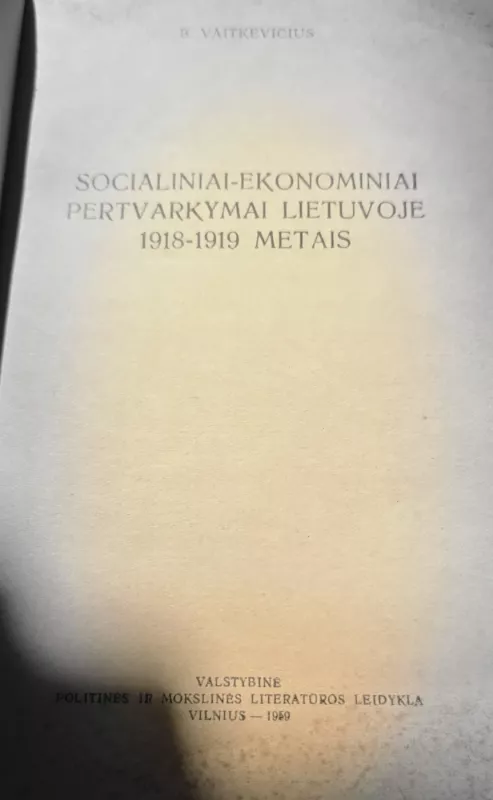 B. VAITKEVIČIUS
SOCIALINIAI-EKONOMINIAI
PERTVARKYMAI LIETUVOJE
1918-1919 METAIS
VALSTYBINĖ
POLITINĖS IR MOKSLINĖS LITERATŪROS LEIDYKLA
VILNIUS — 1959